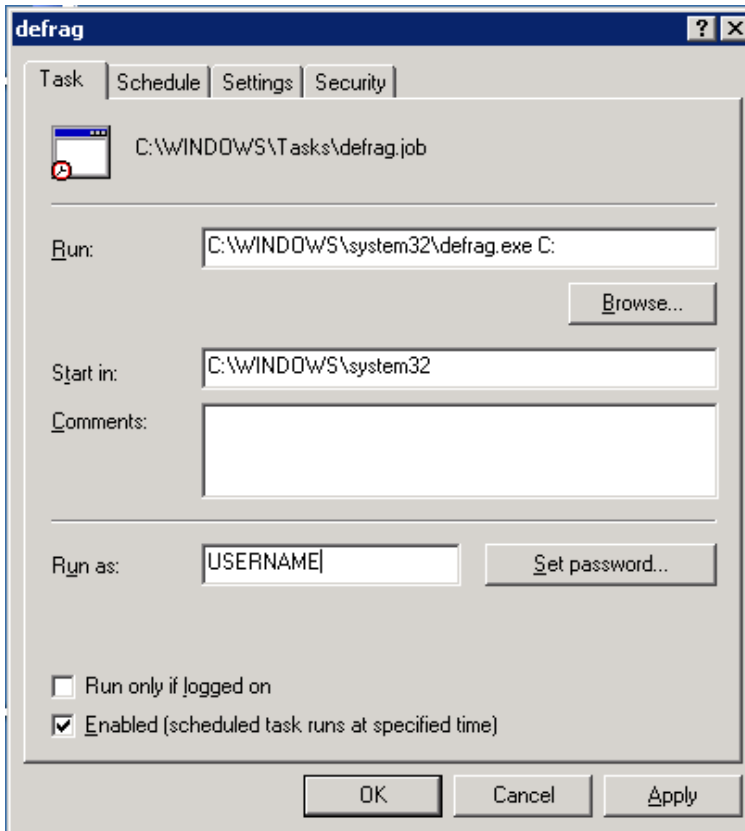 defrag
Task Schedule Settings Security
C:\WINDOWS\Tasks\defrag.job
Run: C:\WINDOWS\system32\defrag.exe C:
Browse...
Start in: C:\WINDOWS\system32
Comments:
Run as: USERNAME Set password...
Run only if logged on
Enabled (scheduled task runs at specified time)
OK Cancel Apply